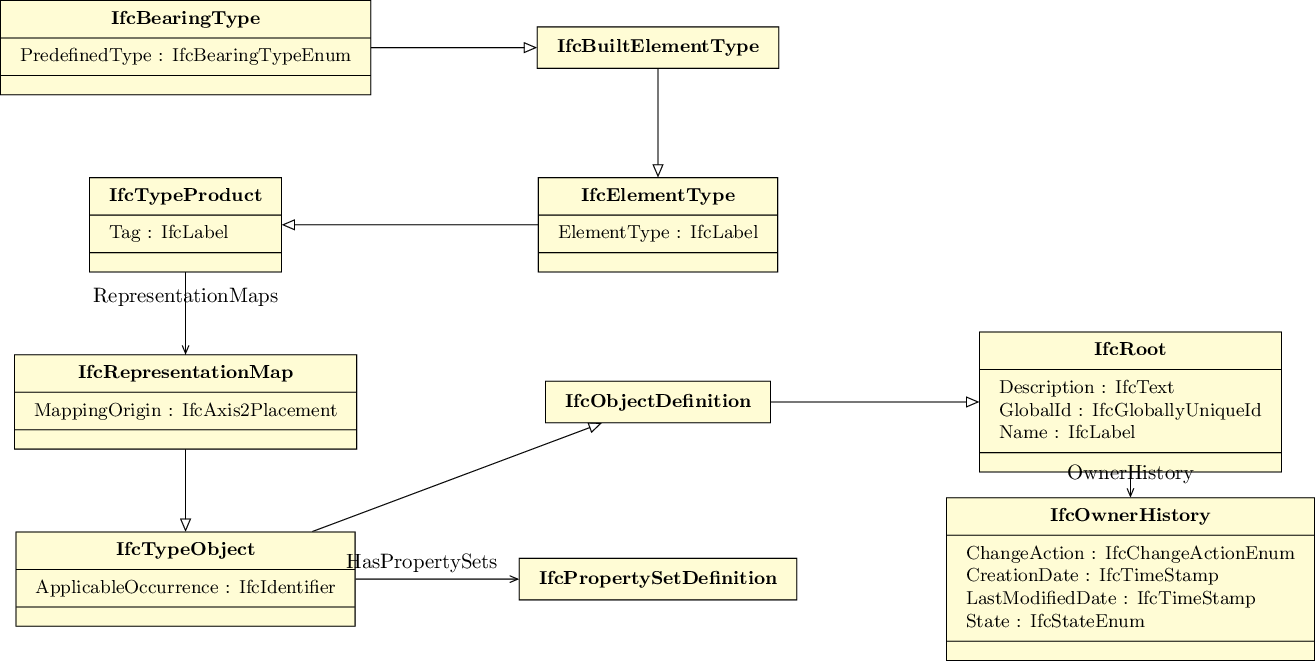 IfcBearingType
PredefinedType : IfcBearingTypeEnum
IfcBuiltElementType
IfcTypeProduct
Tag : IfcLabel
IfcElementType
ElementType : IfcLabel
RepresentationMaps
IfcRepresentationMap
MappingOrigin : IfcAxis2Placement
IfcObjectDefinition
IfcRoot
Description : IfcText
GlobalId : IfcGloballyUniqueId
Name : IfcLabel
OwnerHistory
IfcTypeObject
ApplicableOccurrence : IfcIdentifier
HasPropertySets
IfcPropertySetDefinition
IfcOwnerHistory
ChangeAction : IfcChangeActionEnum
CreationDate : IfcTimeStamp
LastModifiedDate : IfcTimeStamp
State : IfcStateEnum